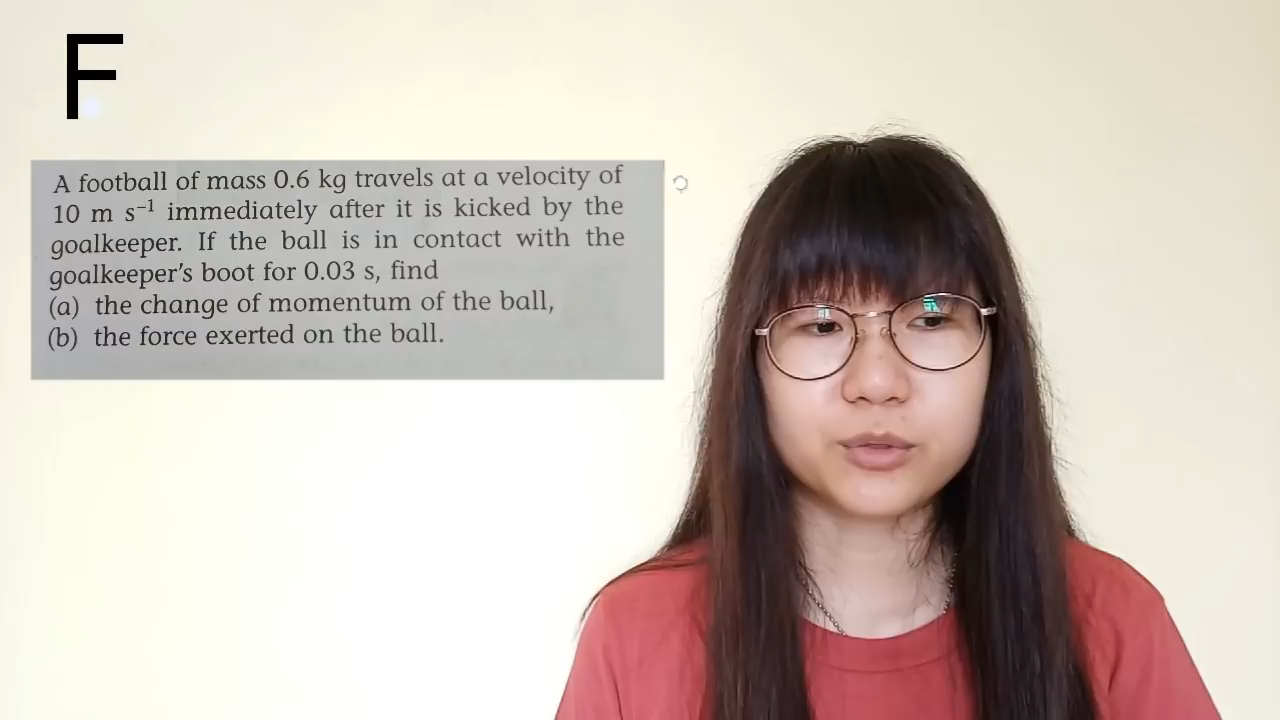 F
A football of mass 0.6 kg travels at a velocity of
10 m s⁻¹ immediately after it is kicked by the
goalkeeper. If the ball is in contact with the
goalkeeper's boot for 0.03 s, find
(a) the change of momentum of the ball,
(b) the force exerted on the ball.